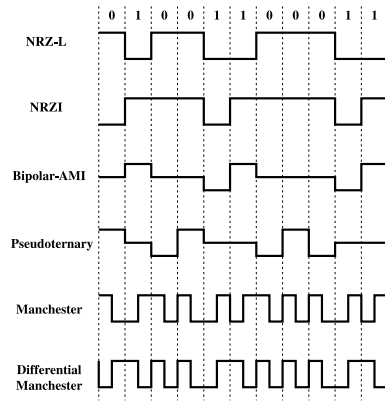 0 1 0 0 1 1 0 0 0 1 1
NRZ-L
NRZI
Bipolar-AMI
Pseudoternary
Manchester
Differential
Manchester